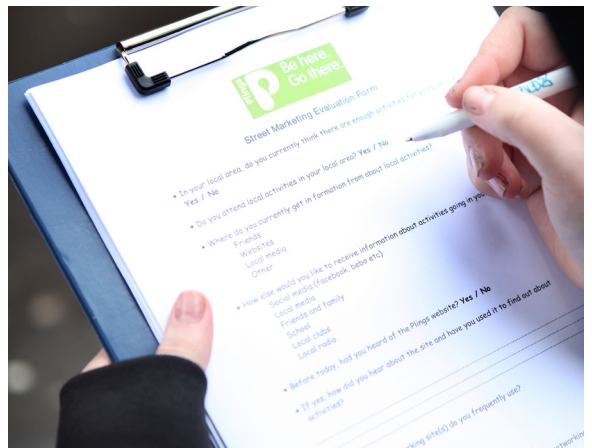 Plings
Be here.
Go there.
Street Marketing Evaluation Form
• In your local area, do you currently think there are enough activities for
Yes / No
• Do you attend local activities in your local area? Yes / No
• Where do you currently get in formation from about local activities?
Friends
Websites
Local media
Other
• How else would you like to receive information about activities going in you
Social media (facebook, bebo etc)
Local media
Friends and family
School
Local clubs
Local radio
• Before today, had you heard of the Plings website? Yes / No
• If yes, how did you hear about the site and have you used it to find out about
activities?
king site(s) do you frequently use?